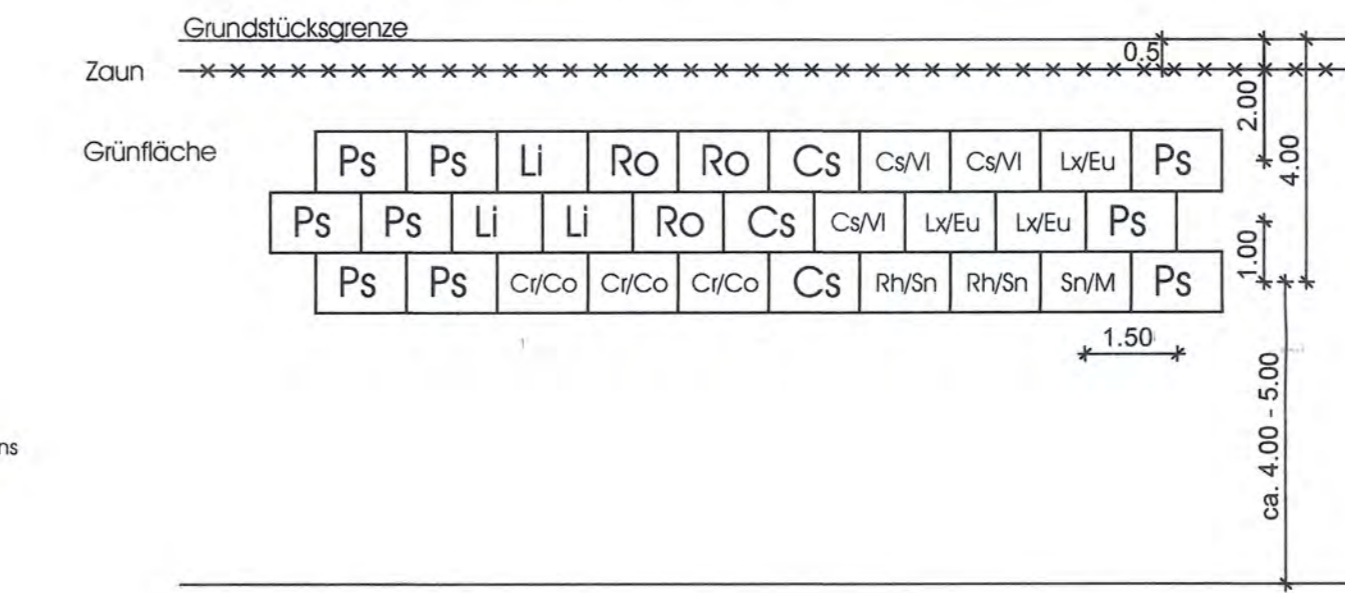 Grundstücksgrenze
0.5
Zaun
2.00
4.00
Grünfläche
Ps Ps Li Ro Ro Cs Cs/Vl Cs/Vl Lx/Eu Ps
Ps Ps Li Li Ro Cs Cs/Vl Lx/Eu Lx/Eu Ps
1.00
Ps Ps Cr/Co Cr/Co Cr/Co Cs Rh/Sn Rh/Sn Sn/M Ps
1.50
ca. 4.00 - 5.00
ns